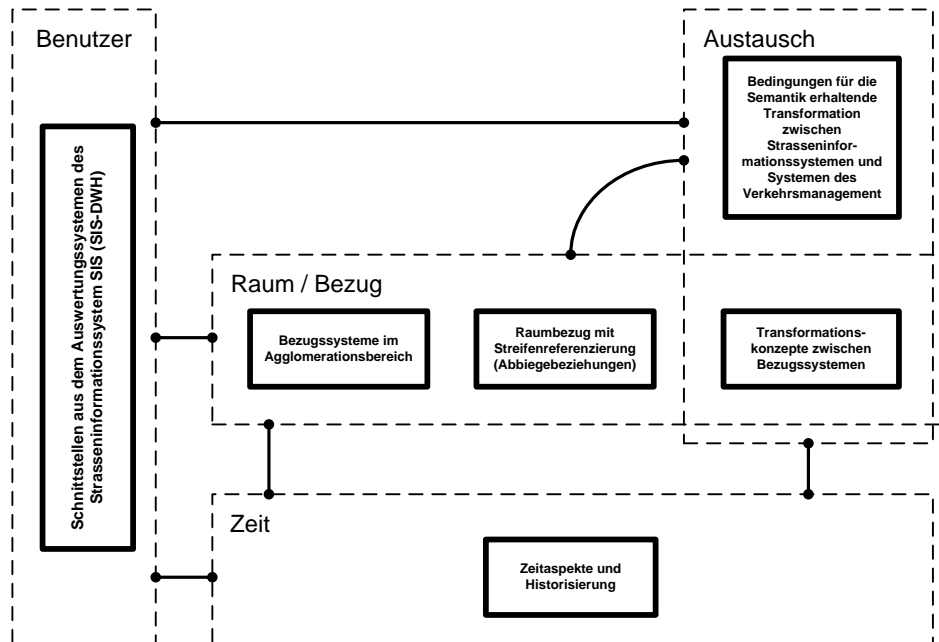 Benutzer
Schnittstellen aus dem Auswertungssystemen des
Strasseninformationssystem SIS (SIS-DWH)
Austausch
Bedingungen für die
Semantik erhaltende
Transformation
zwischen
Strasseninfor-
mationssystemen und
Systemen des
Verkehrsmanagement
Raum / Bezug
Bezugssysteme im
Agglomerationsbereich
Raumbezug mit
Streifenreferenzierung
(Abbiegebeziehungen)
Transformations-
konzepte zwischen
Bezugssystemen
Zeit
Zeitaspekte und
Historisierung